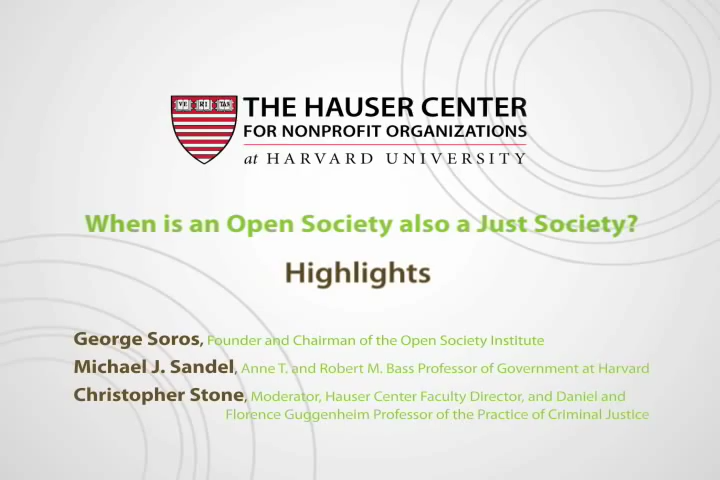 VE RI TAS
THE HAUSER CENTER
FOR NONPROFIT ORGANIZATIONS
at HARVARD UNIVERSITY
When is an Open Society also a Just Society?
Highlights
George Soros, Founder and Chairman of the Open Society Institute
Michael J. Sandel, Anne T. and Robert M. Bass Professor of Government at Harvard
Christopher Stone, Moderator, Hauser Center Faculty Director, and Daniel and
Florence Guggenheim Professor of the Practice of Criminal Justice